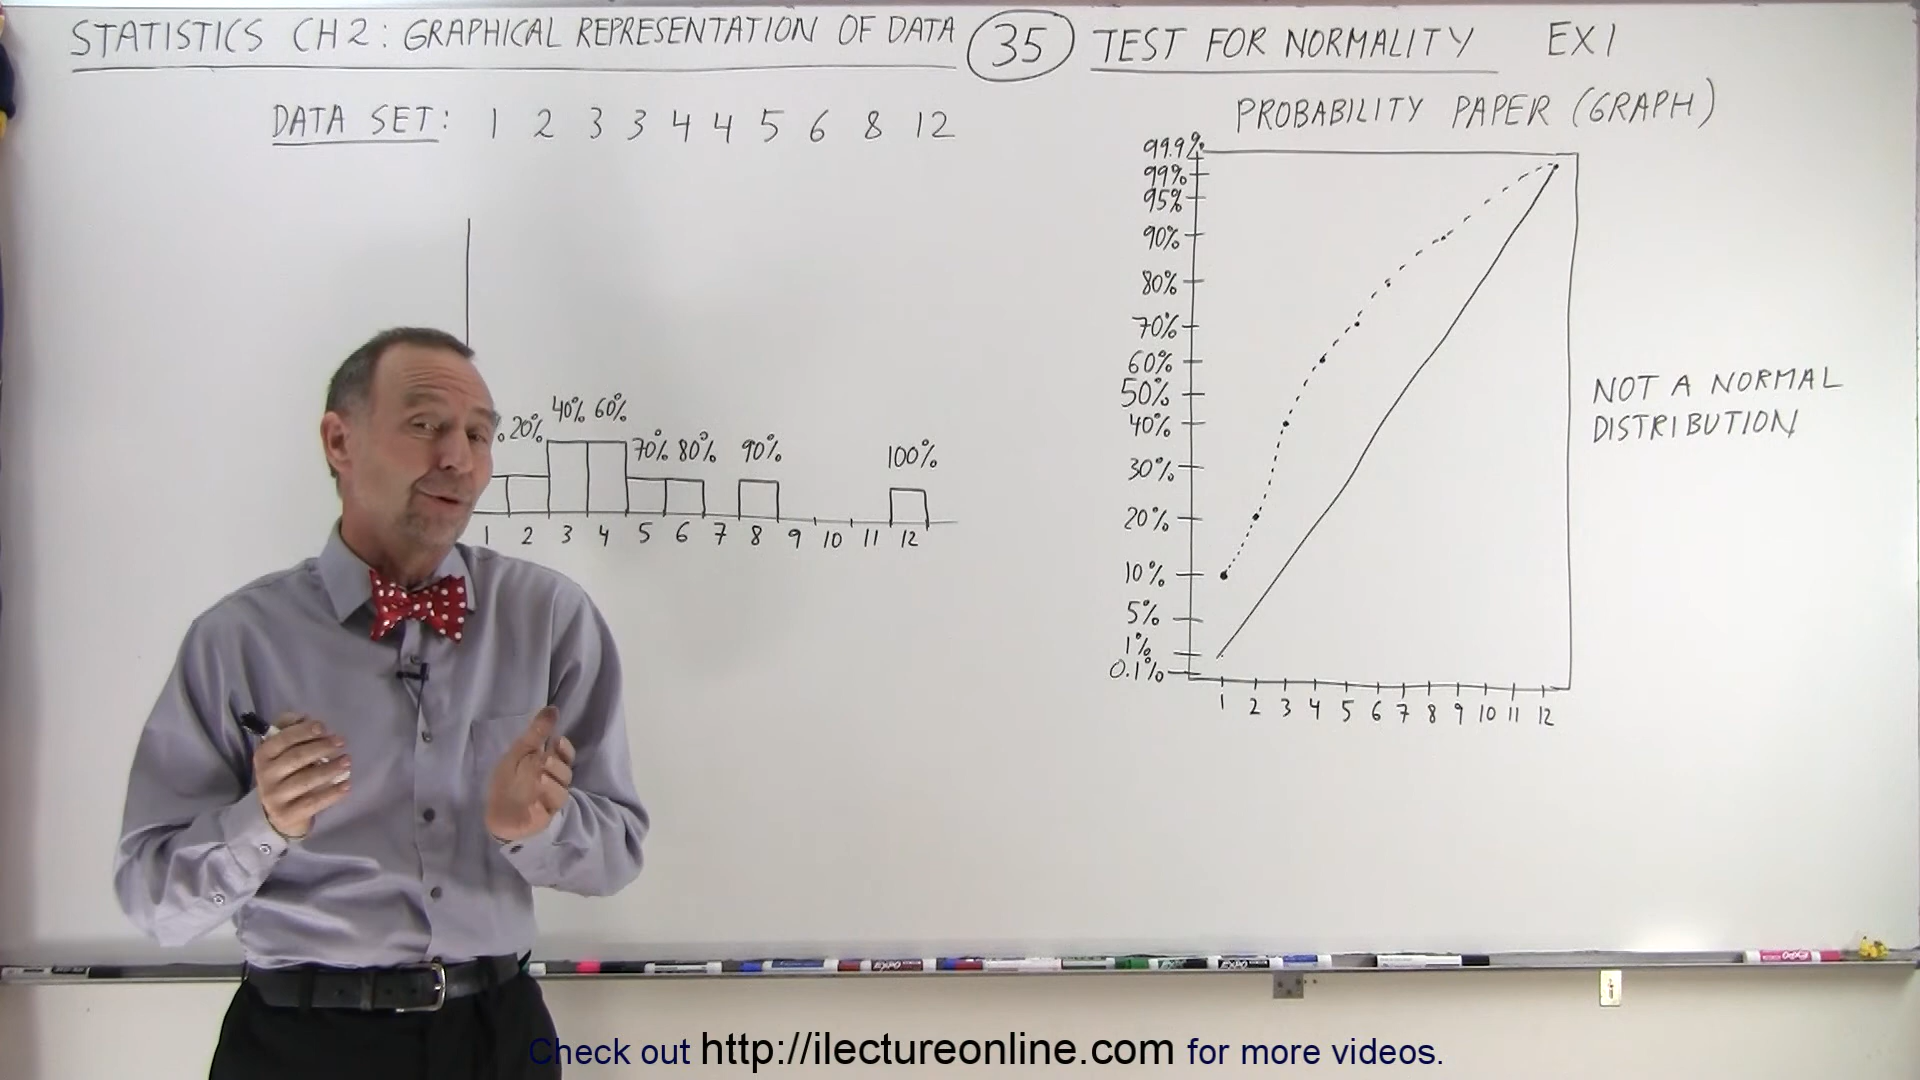 STATISTICS CH2: GRAPHICAL REPRESENTATION OF DATA 35 TEST FOR NORMALITY EX 1
DATA SET: 1 2 3 3 4 4 5 6 8 12
PROBABILITY PAPER (GRAPH)
99.9%
99%
95%
90%
80%
70%
60%
50%
40%
30%
20%
10%
5%
1%
0.1%
1 2 3 4 5 6 7 8 9 10 11 12
NOT A NORMAL
DISTRIBUTION
% 20% 40% 60% 70% 80% 90% 100%
1 2 3 4 5 6 7 8 9 10 11 12
EXPO
Check out http://ilectureonline.com for more videos.